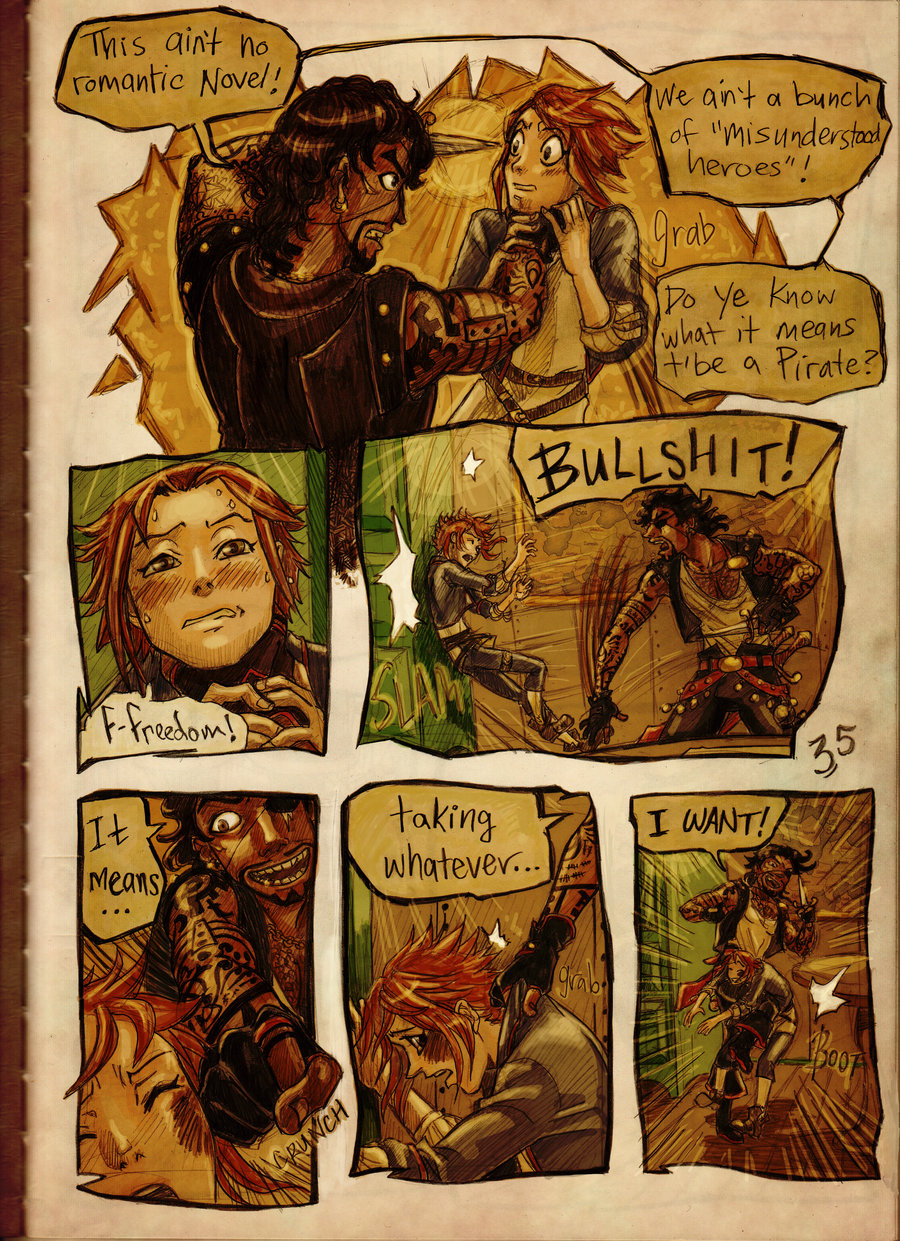 This ain't no
romantic Novel!
We ain't a bunch
of "misunderstood
heroes"!
grab
Do ye know
what it means
t'be a Pirate?
F-freedom!
BULLSHIT!
SLAM
35
It
means
...
CRUNCH
taking
whatever...
grab
I WANT!
BOOT